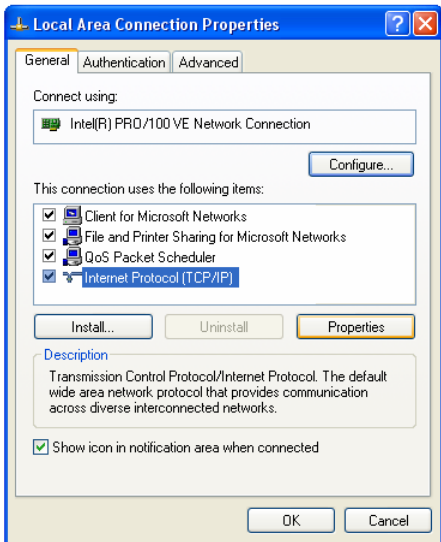 Local Area Connection Properties
General Authentication Advanced
Connect using:
Intel(R) PRO/100 VE Network Connection
Configure...
This connection uses the following items:
Client for Microsoft Networks
File and Printer Sharing for Microsoft Networks
QoS Packet Scheduler
Internet Protocol (TCP/IP)
Install... Uninstall Properties
Description
Transmission Control Protocol/Internet Protocol. The default
wide area network protocol that provides communication
across diverse interconnected networks.
Show icon in notification area when connected
OK Cancel